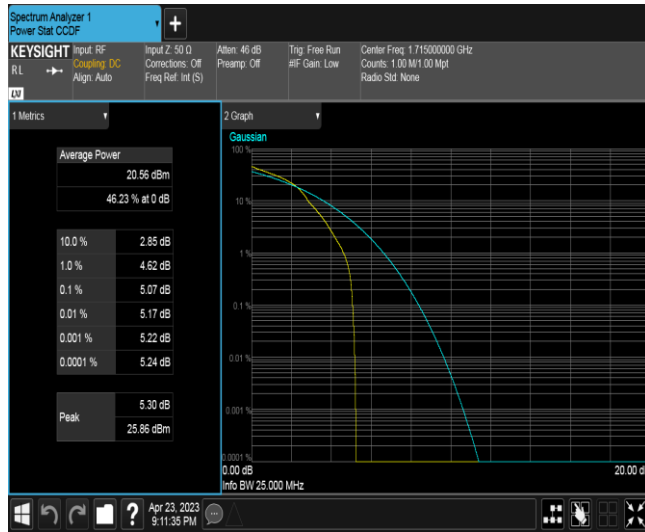 Spectrum Analyzer 1
Power Stat CCDF
+
KEYSIGHT
RL
LXI
Input: RF
Coupling: DC
Align: Auto
Input Z: 50 Ω
Corrections: Off
Freq Ref: Int (S)
Atten: 46 dB
Preamp: Off
Trig: Free Run
#IF Gain: Low
Center Freq: 1.715000000 GHz
Counts: 1.00 M/1.00 Mpt
Radio Std: None
1 Metrics
Average Power
20.56 dBm
46.23 % at 0 dB
10.0 % 2.85 dB
1.0 % 4.62 dB
0.1 % 5.07 dB
0.01 % 5.17 dB
0.001 % 5.22 dB
0.0001 % 5.24 dB
Peak
5.30 dB
25.86 dBm
2 Graph
Gaussian
100 %
10 %
1 %
0.1 %
0.01 %
0.001 %
0.0001 %
0.00 dB
20.00 d
Info BW 25.000 MHz
?
Apr 23, 2023
9:11:35 PM